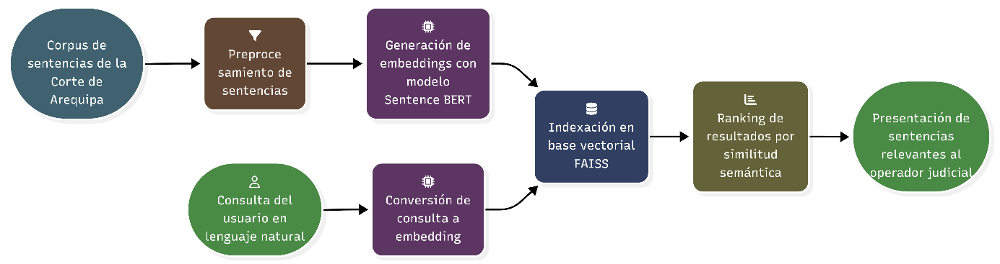 Corpus de
sentencias de la
Corte de
Arequipa
Preproce
samiento de
sentencias
Generación de
embeddings con
modelo
Sentence BERT
Consulta del
usuario en
lenguaje natural
Conversión de
consulta a
embedding
Indexación en
base vectorial
FAISS
Ranking de
resultados por
similitud
semántica
Presentación de
sentencias
relevantes al
operador judicial